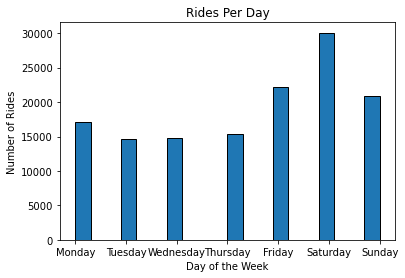 Rides Per Day
Number of Rides
30000
25000
20000
15000
10000
5000
0
Monday Tuesday Wednesday Thursday Friday Saturday Sunday
Day of the Week